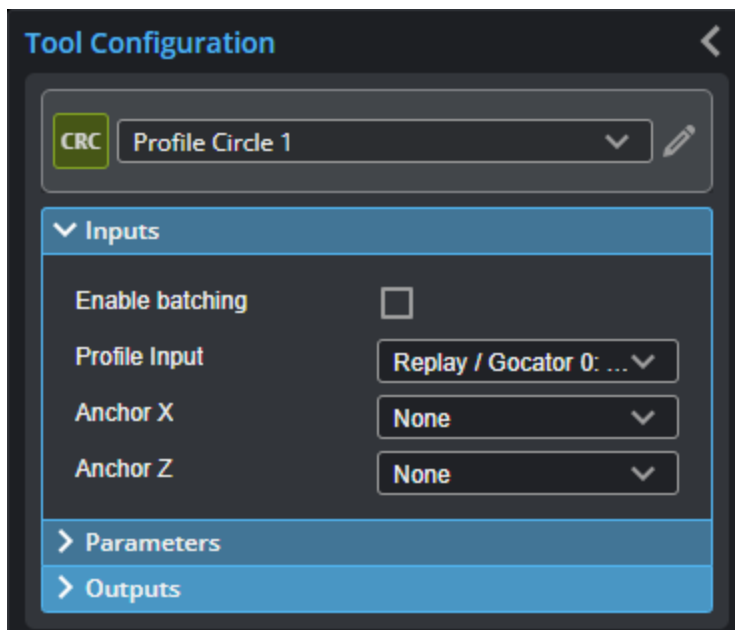 Tool Configuration
CRC Profile Circle 1
Inputs
Enable batching
Profile Input Replay / Gocator 0: ...
Anchor X None
Anchor Z None
Parameters
Outputs